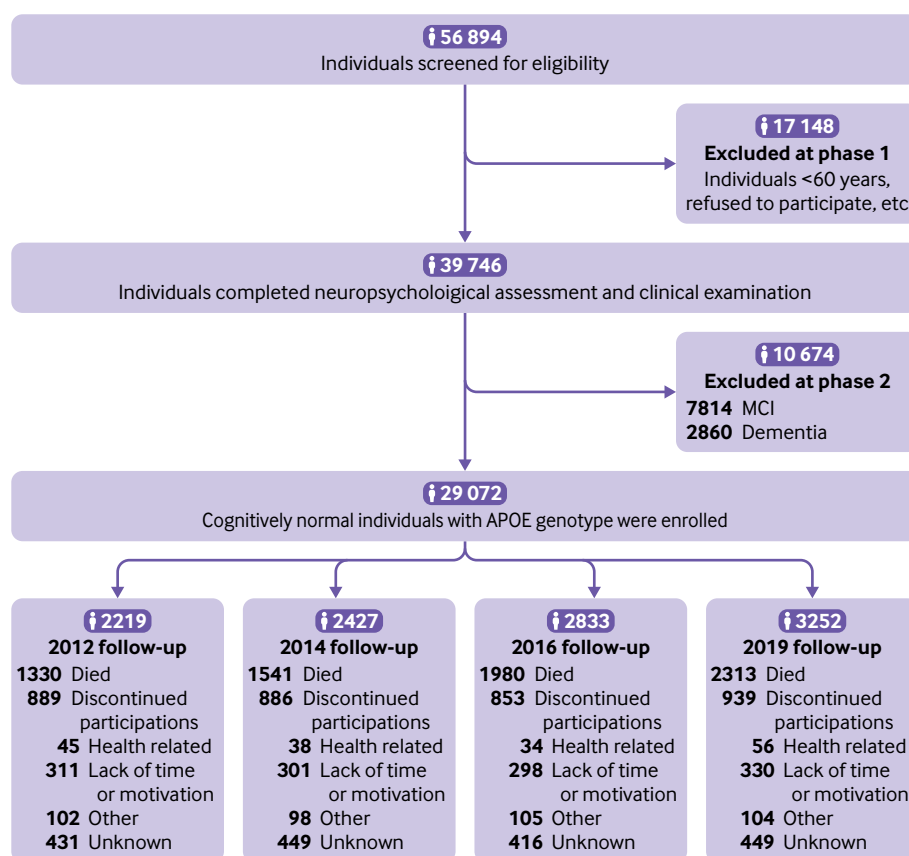 56 894
Individuals screened for eligibility
17 148
Excluded at phase 1
Individuals <60 years,
refused to participate, etc
39 746
Individuals completed neuropsycholoigical assessment and clinical examination
10 674
Excluded at phase 2
7814 MCI
2860 Dementia
29 072
Cognitively normal individuals with APOE genotype were enrolled
2219
2012 follow-up
1330 Died
889 Discontinued
participations
45 Health related
311 Lack of time
or motivation
102 Other
431 Unknown
2427
2014 follow-up
1541 Died
886 Discontinued
participations
38 Health related
301 Lack of time
or motivation
98 Other
449 Unknown
2833
2016 follow-up
1980 Died
853 Discontinued
participations
34 Health related
298 Lack of time
or motivation
105 Other
416 Unknown
3252
2019 follow-up
2313 Died
939 Discontinued
participations
56 Health related
330 Lack of time
or motivation
104 Other
449 Unknown